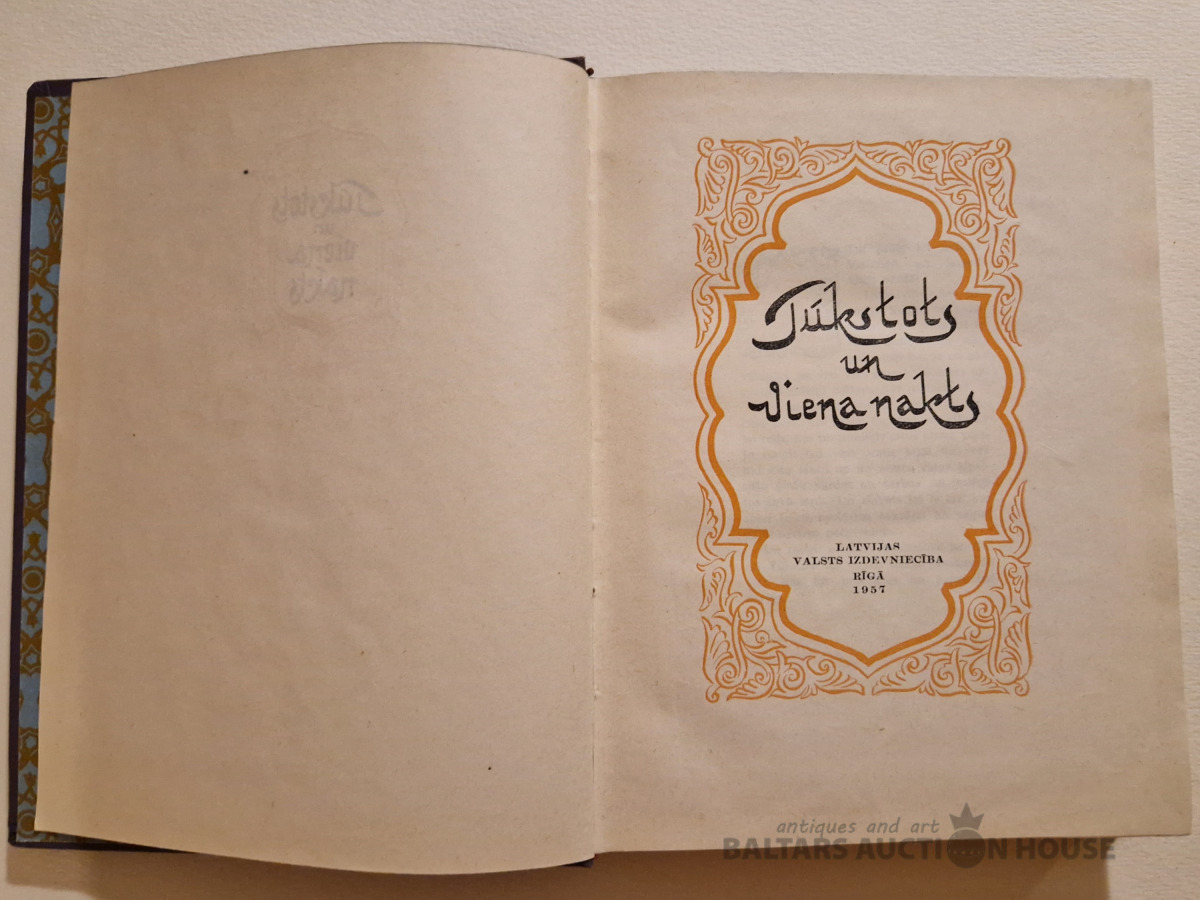 Tūkstots
un
viena nakts
LATVIJAS
VALSTS IZDEVNIECĪBA
RĪGĀ
1957
antiques and art
BALTARS AUCTION HOUSE